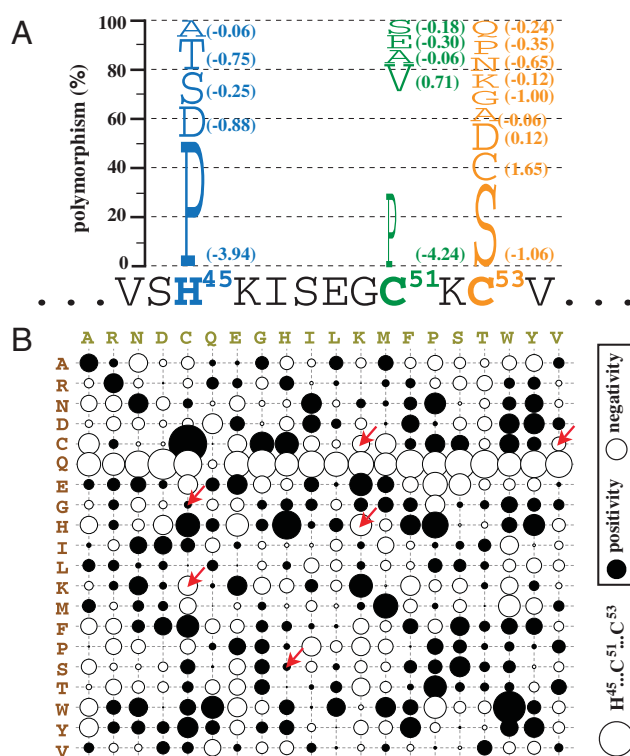 A
polymorphism (%)
100
80
60
40
20
0
A (-0.06)
T (-0.75)
S (-0.25)
D (-0.88)
P (-3.94)
S (-0.18)
E (-0.30)
A (-0.06)
V (0.71)
P (-4.24)
Q (-0.24)
P (-0.35)
N (-0.65)
K (-0.12)
G (-1.00)
A (-0.06)
D (0.12)
C (1.65)
S (-1.06)
...VSH45KISEGC51KC53V...
B
A R N D C Q E G H I L K M F P S T W Y V
A
R
N
D
C
Q
E
G
H
I
L
K
M
F
P
S
T
W
Y
V
negativity
positivity
H45...C51...C53